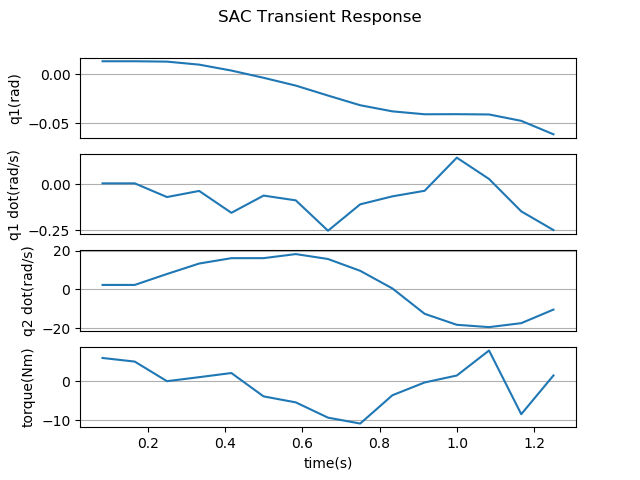 SAC Transient Response
q1(rad)
0.00
−0.05
q1 dot(rad/s)
0.00
−0.25
q2 dot(rad/s)
20
0
−20
torque(Nm)
0
−10
0.2 0.4 0.6 0.8 1.0 1.2
time(s)